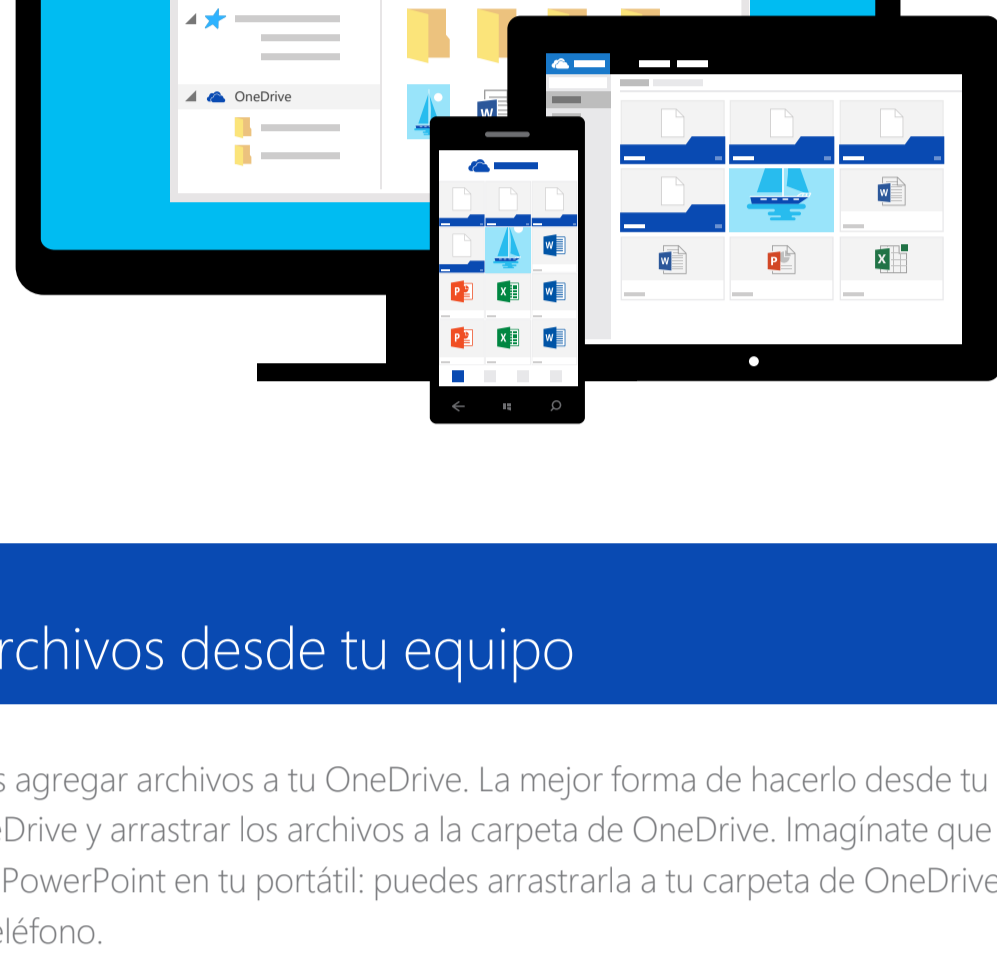 OneDrive
rchivos desde tu equipo
s agregar archivos a tu OneDrive. La mejor forma de hacerlo desde tu
eDrive y arrastrar los archivos a la carpeta de OneDrive. Imagínate que
PowerPoint en tu portátil: puedes arrastrarla a tu carpeta de OneDrive
eléfono.